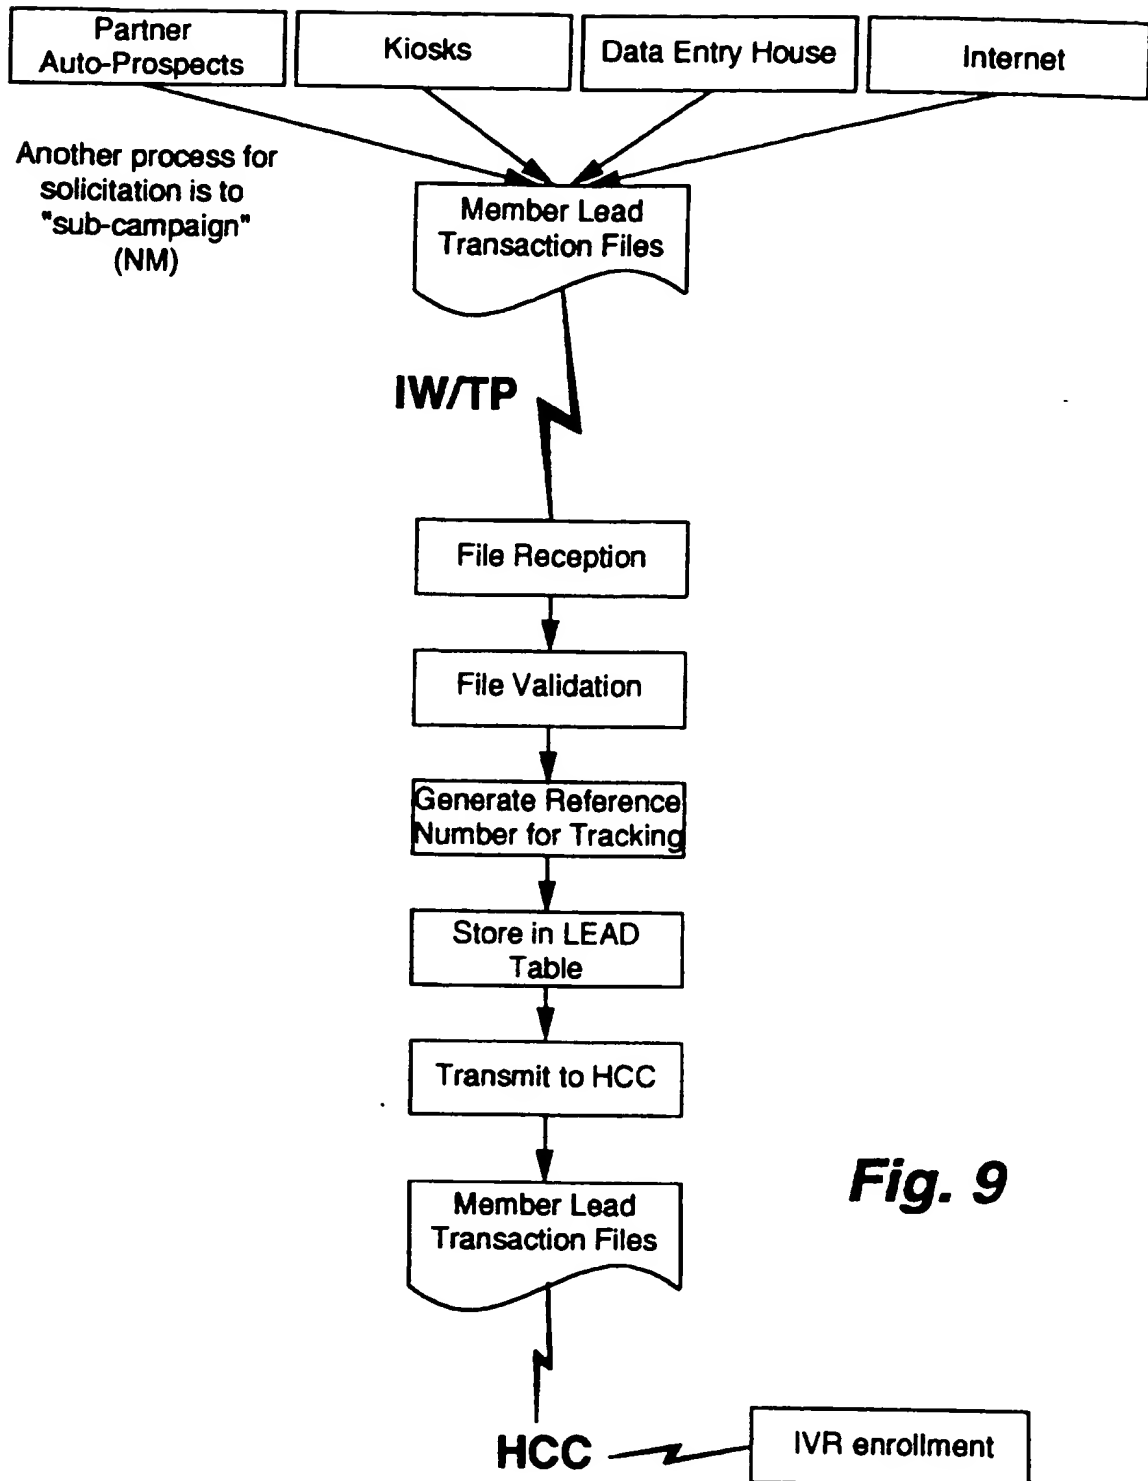 Partner
Auto-Prospects
Kiosks
Data Entry House
Internet
Another process for
solicitation is to
"sub-campaign"
(NM)
Member Lead
Transaction Files
IW/TP
File Reception
File Validation
Generate Reference
Number for Tracking
Store in LEAD
Table
Transmit to HCC
Member Lead
Transaction Files
Fig. 9
HCC
IVR enrollment